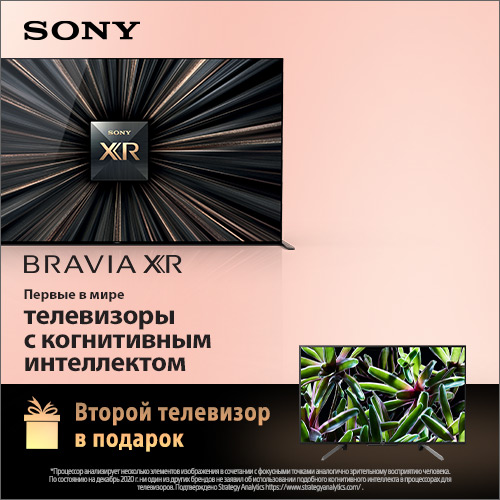 SONY
SONY
XR
BRAVIA XR
Первые в мире
телевизоры
с когнитивным
интеллектом
Второй телевизор
в подарок
*Процессор анализирует несколько элементов изображения в сочетании с фокусными точками аналогично зрительному восприятию человека.
По состоянию на декабрь 2020 г. ни один из других брендов не заявил об использовании подобного когнитивного интеллекта в процессорах для
телевизоров. Подтверждено Strategy Analytics https://www.strategyanalytics.com/ .